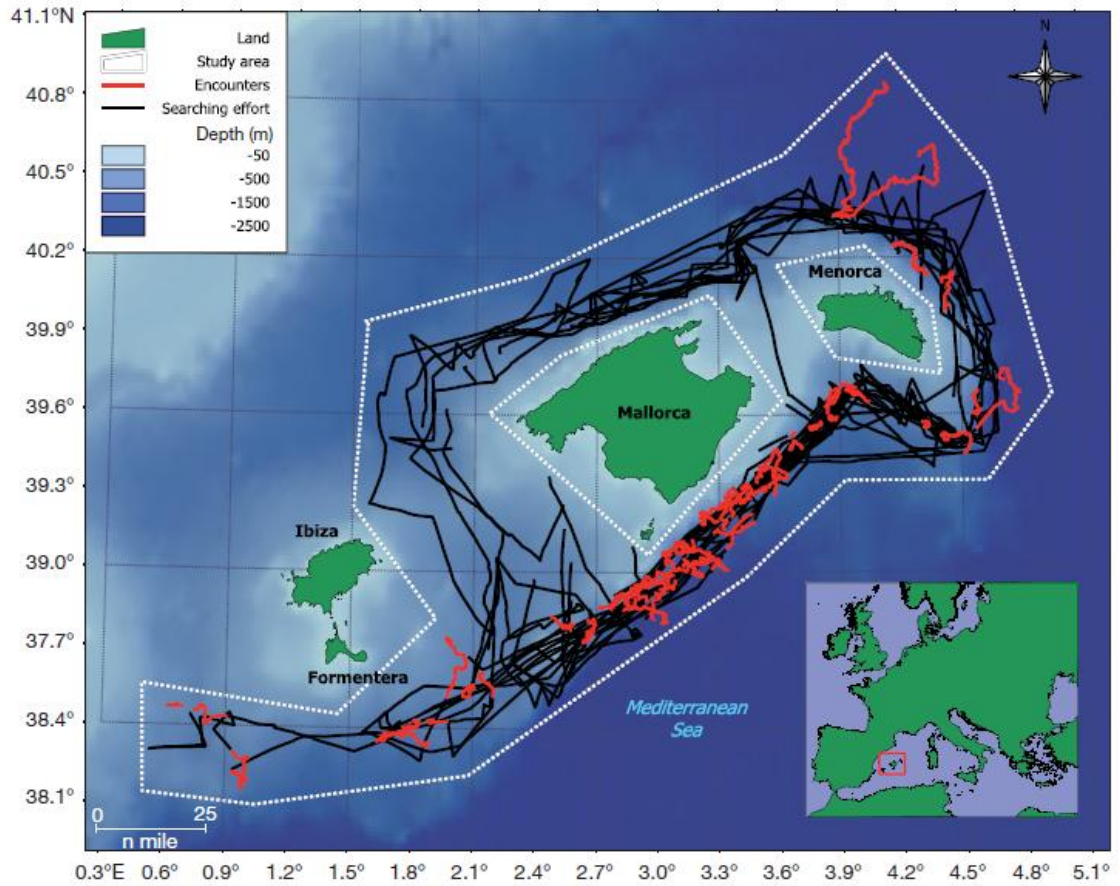 41.1°N
40.8°
40.5°
40.2°
39.9°
39.6°
39.3°
39.0°
37.7°
38.4°
38.1°
Land
Study area
Encounters
Searching effort
Depth (m)
-50
-500
-1500
-2500
N
Menorca
Mallorca
Ibiza
Formentera
Mediterranean
Sea
0 25
n mile
0.3°E 0.6° 0.9° 1.2° 1.5° 1.8° 2.1° 2.4° 2.7° 3.0° 3.3° 3.6° 3.9° 4.2° 4.5° 4.8° 5.1°